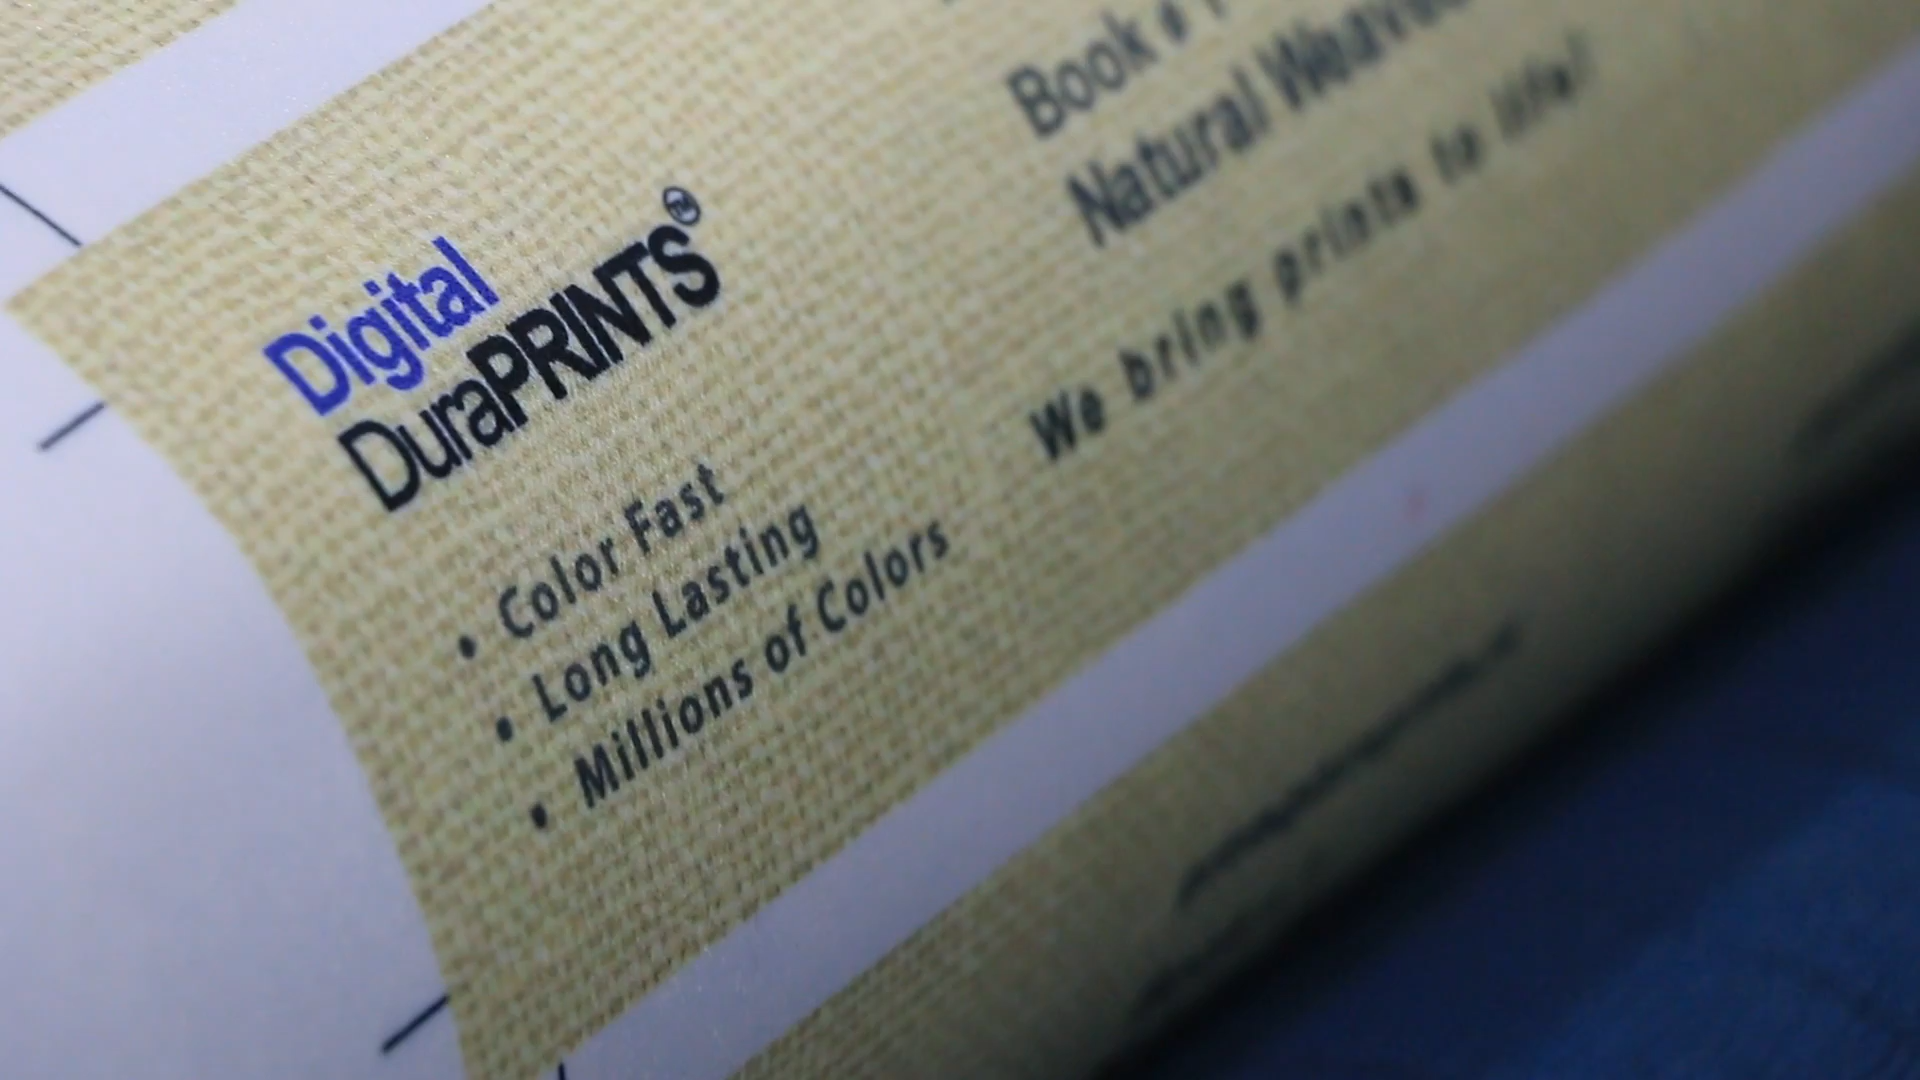 Digital
DuraPRINTS
• Color Fast
• Long Lasting
• Millions of Colors
Book
Natural
We bring prints to life!